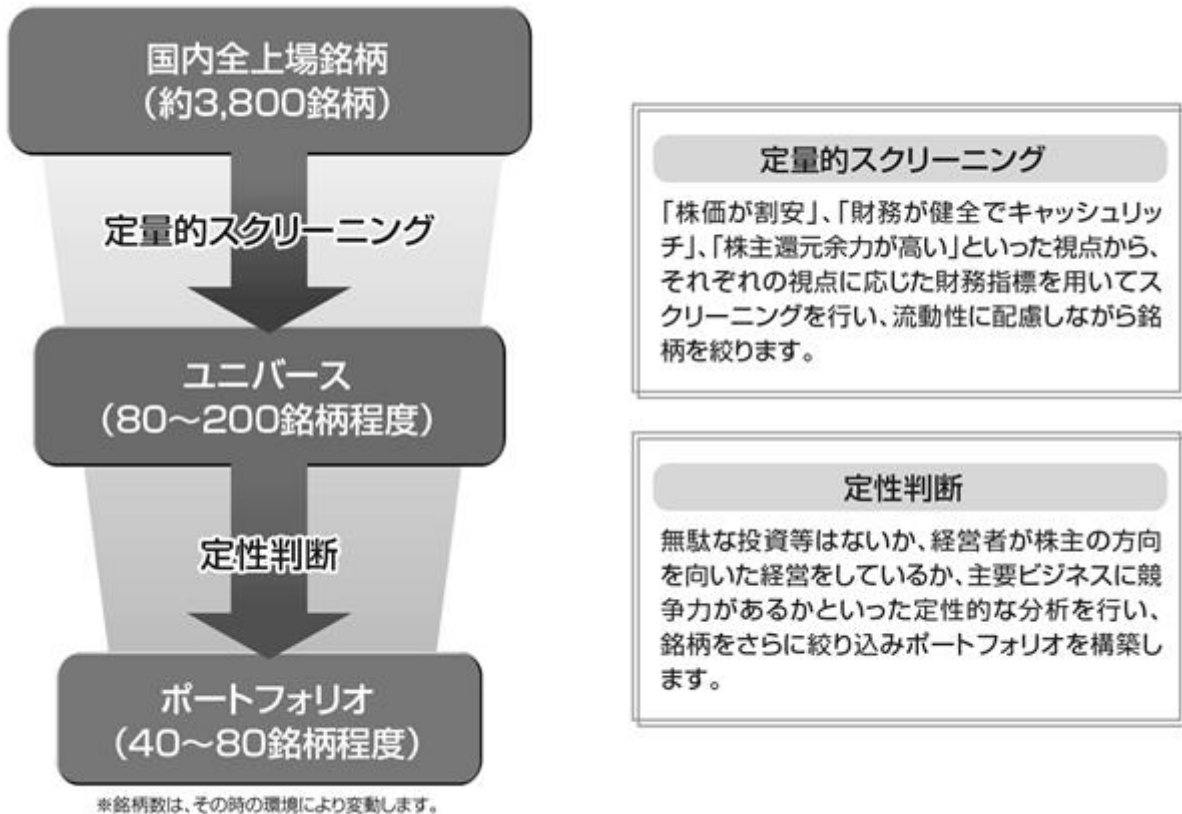 国内全上場銘柄
(約3,800銘柄)
定量的スクリーニング
ユニバース
(80～200銘柄程度)
定性判断
ポートフォリオ
(40～80銘柄程度)
※銘柄数は、その時の環境により変動します。
定量的スクリーニング
「株価が割安」、「財務が健全でキャッシュリッ
チ」、「株主還元余力が高い」といった視点から、
それぞれの視点に応じた財務指標を用いてス
クリーニングを行い、流動性に配慮しながら銘
柄を絞ります。
定性判断
無駄な投資等はないか、経営者が株主の方向
を向いた経営をしているか、主要ビジネスに競
争力があるかといった定性的な分析を行い、
銘柄をさらに絞り込みポートフォリオを構築し
ます。